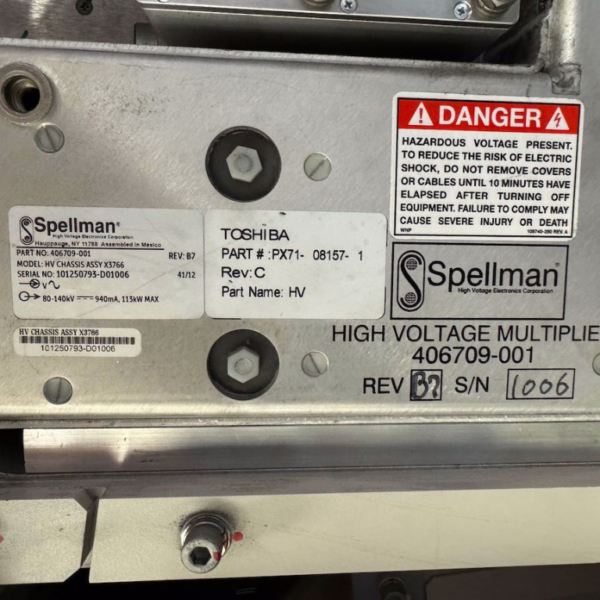 DANGER
HAZARDOUS VOLTAGE PRESENT.
TO REDUCE THE RISK OF ELECTRIC
SHOCK, DO NOT REMOVE COVERS
OR CABLES UNTIL 10 MINUTES HAVE
ELAPSED AFTER TURNING OFF
EQUIPMENT. FAILURE TO COMPLY MAY
CAUSE SEVERE INJURY OR DEATH
WNP 105740-250 REV A
Spellman
High Voltage Electronics Corporation
Hauppauge, NY 11788 Assembled in Mexico
PART NO: 406709-001 REV: B7
MODEL: HV CHASSIS ASSY X3766
SERIAL NO: 101250793-D01006 41/12
V
80-140kV 940mA, 113kW MAX
HV CHASSIS ASSY X3766
101250793-D01006
TOSHIBA
PART # :PX71- 08157- 1
Rev: C
Part Name: HV
Spellman
High Voltage Electronics Corporation
HIGH VOLTAGE MULTIPLIE
406709-001
REV B7 S/N 1006